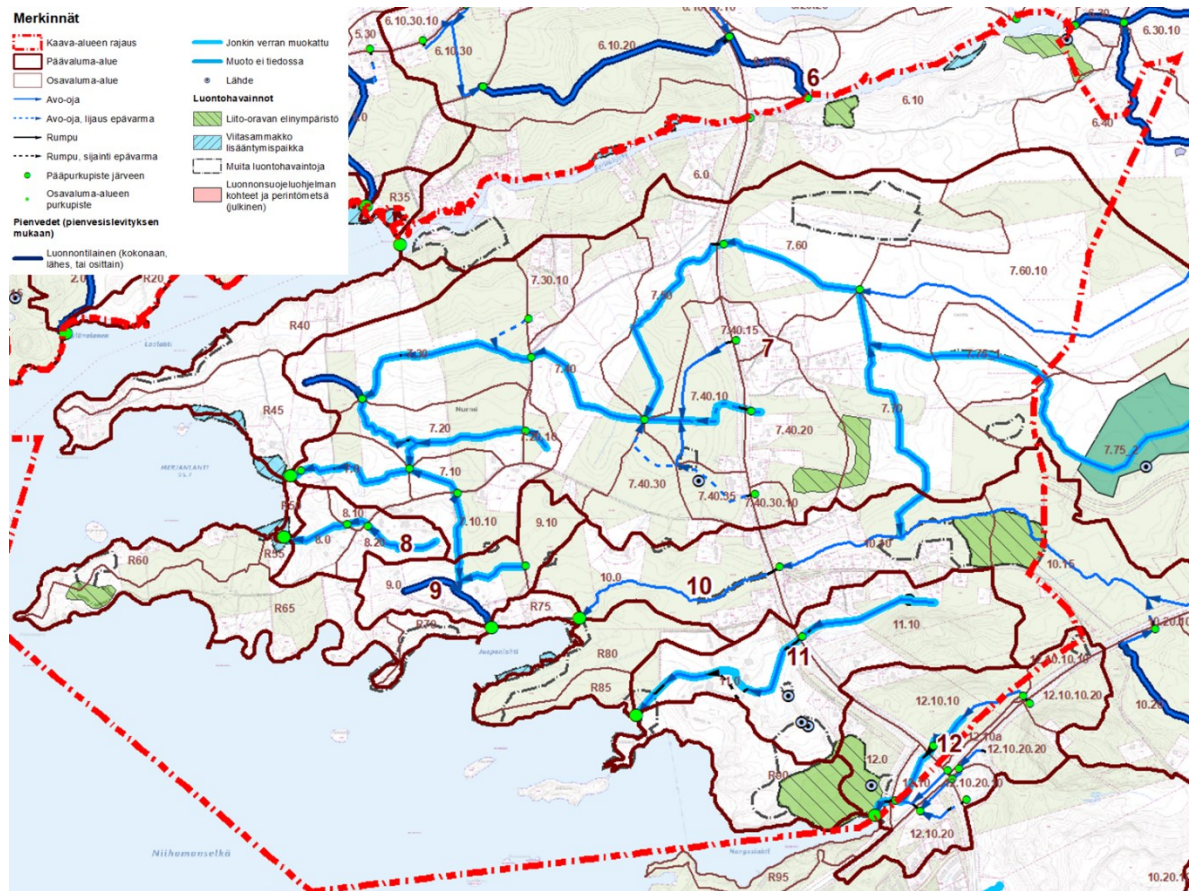 Merkinnät
Kaava-alueen rajaus
Päävaluma-alue
Osavaluma-alue
Avo-oja
Avo-oja, lijaus epävarma
Rumpu
Rumpu, sijainti epävarma
Pääpurkupiste järveen
Osavaluma-alueen
purkupiste
Pienvedet (pienvesislevityksen
mukaan)
Luonnontilainen (kokonaan,
lähes, tai osittain)
Jonkin verran muokattu
Muoto ei tiedossa
Lähde
Luontohavainnot
Liito-oravan elinympäristö
Viitasammakko
lisääntymispaikka
Muita luontohavaintoja
Luonnonsuojeluohjelman
kohteet ja perintömetsä
(julkinen)
5.30
6.10.30.10
6.10.30
6.10.20
6
6.10
6.30.10
6.40
6.0
R35
2.0
R20
R40
7.30.10
7.60
7.60.10
7.50
7.40.15
7
7.30
7.40
7.75_1
R45
7.40.10
7.20
7.20.10
7.40.20
7.70
7.75_2
7.10
7.40.30
7.40.35
7.40.30.10
7.10.10
9.10
8.10
8.0
8.20
8
R55
R60
R65
9.0
9
10.0
10
10.10
10.15
R75
R70
R80
R85
11.10
11
11.0
12.10.10
12.10.10.20
12
12.10a
12.10.20.20
12.0
12.10.20.10
R90
12.10.20
Niihamanselkä
R95